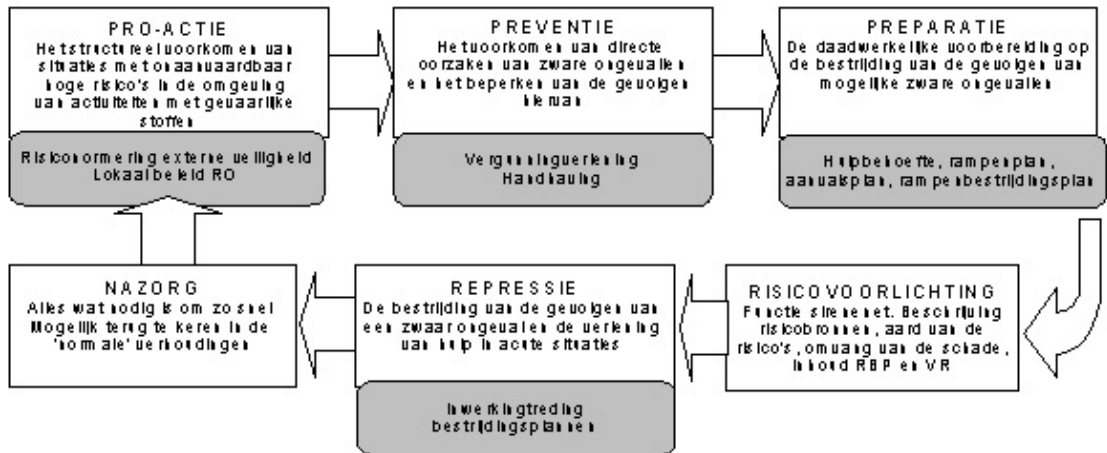 PRO-ACTIE
Het structureel voorkomen van
situaties met onaanvaardbaar
hoge risico's in de omgeving
van activiteiten met gevaarlijke
stoffen
Risiconormering externe veiligheid
Lokaal beleid RO
PREVENTIE
Het voorkomen van directe
oorzaken van zware ongevallen
en het beperken van de gevolgen
hiervan
Vergunningverlening
Handhaving
PREPARATIE
De daadwerkelijke voorbereiding op
de bestrijding van de gevolgen van
mogelijke zware ongevallen
Hulpbehoefte, rampenplan,
aanvalsplan, rampenbestrijdingsplan
RISICOVOORLICHTING
Functie sirenenet. Beschrijving
risicobronnen, aard van de
risico's, omvang van de schade,
Inhoud RBP en VR
REPRESSIE
De bestrijding van de gevolgen van
een zwaar ongeval en de verlening
van hulp in acute situaties
Inwerkingtreding
bestrijdingsplannen
NAZORG
Alles wat nodig is om zo snel
Mogelijk terug te keren in de
'normale' verhoudingen